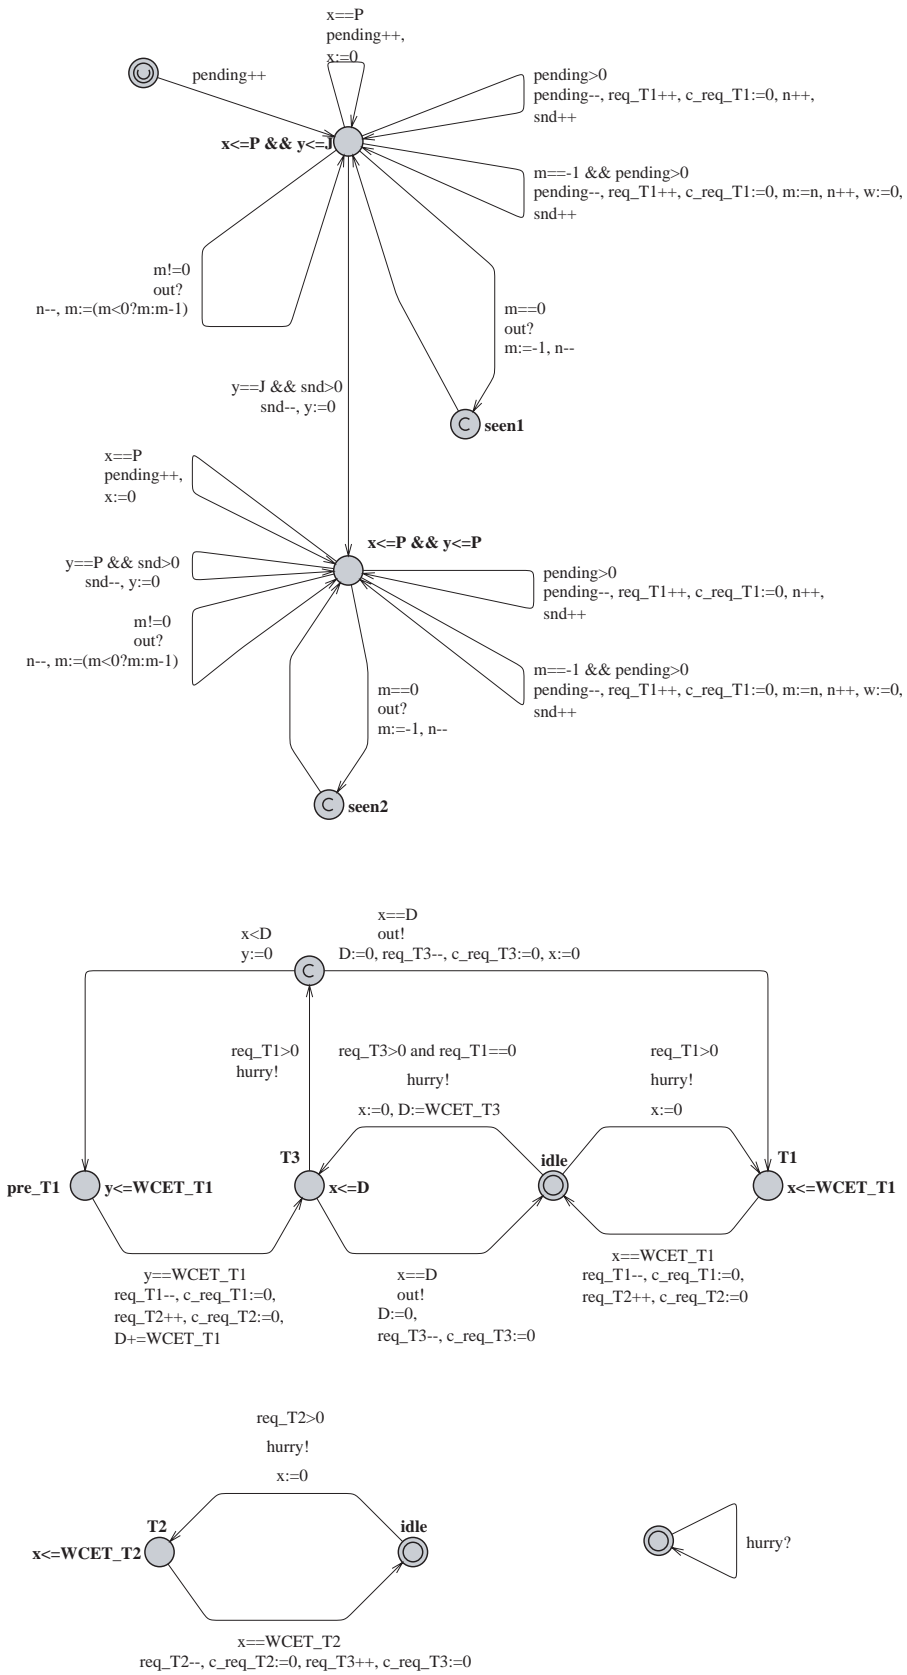 x==P
pending++,
x:=0
pending++
pending>0
pending--, req_T1++, c_req_T1:=0, n++,
snd++
x<=P && y<=J
m==-1 && pending>0
pending--, req_T1++, c_req_T1:=0, m:=n, n++, w:=0,
snd++
m!=0
out?
n--, m:=(m<0?m:m-1)
m==0
out?
m:=-1, n--
y==J && snd>0
snd--, y:=0
C
seen1
x==P
pending++,
x:=0
x<=P && y<=P
y==P && snd>0
snd--, y:=0
pending>0
pending--, req_T1++, c_req_T1:=0, n++,
snd++
m!=0
out?
n--, m:=(m<0?m:m-1)
m==-1 && pending>0
pending--, req_T1++, c_req_T1:=0, m:=n, n++, w:=0,
snd++
m==0
out?
m:=-1, n--
C
seen2
x<D
y:=0
x==D
out!
D:=0, req_T3--, c_req_T3:=0, x:=0
C
req_T1>0
hurry!
req_T3>0 and req_T1==0
hurry!
x:=0, D:=WCET_T3
req_T1>0
hurry!
x:=0
pre_T1
y<=WCET_T1
T3
x<=D
idle
T1
x<=WCET_T1
y==WCET_T1
req_T1--, c_req_T1:=0,
req_T2++, c_req_T2:=0,
D+=WCET_T1
x==D
out!
D:=0,
req_T3--, c_req_T3:=0
x==WCET_T1
req_T1--, c_req_T1:=0,
req_T2++, c_req_T2:=0
req_T2>0
hurry!
x:=0
T2
x<=WCET_T2
idle
hurry?
x==WCET_T2
req_T2--, c_req_T2:=0, req_T3++, c_req_T3:=0